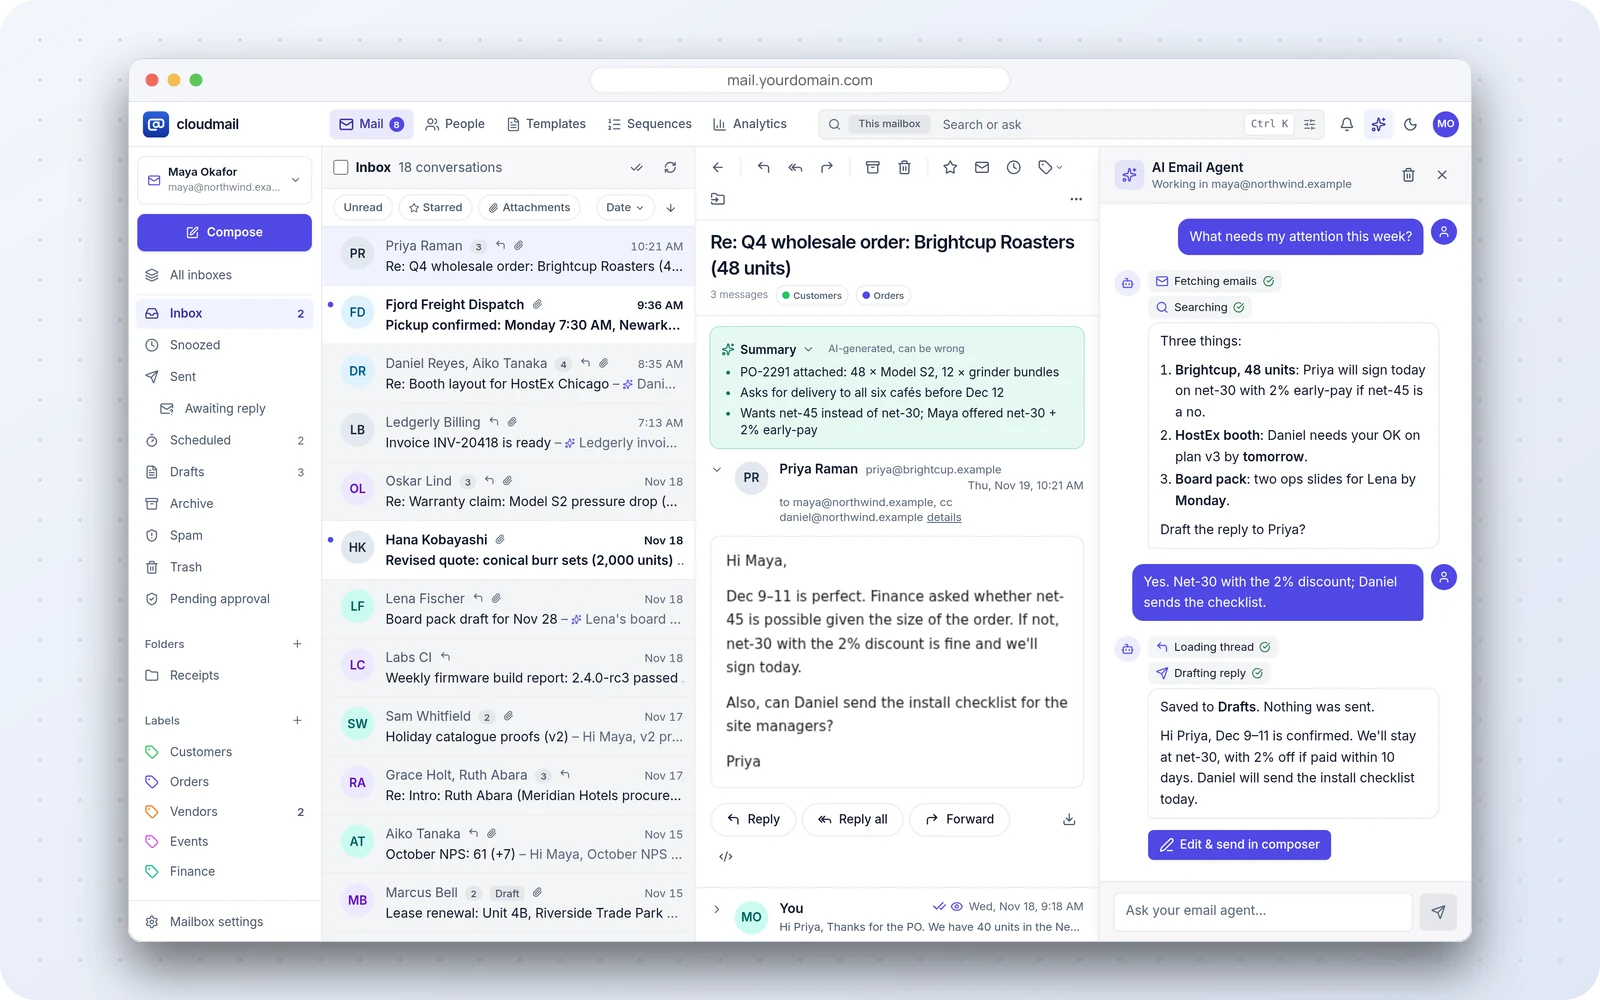 mail.yourdomain.com
cloudmail
Mail 8
People
Templates
Sequences
Analytics
This mailbox
Search or ask
Ctrl K
MO
Maya Okafor
maya@northwind.exa...
Compose
All inboxes
Inbox 2
Snoozed
Sent
Awaiting reply
Scheduled 2
Drafts 3
Archive
Spam
Trash
Pending approval
Folders
Receipts
Labels
Customers
Orders
Vendors 2
Events
Finance
Mailbox settings
Inbox 18 conversations
Unread
Starred
Attachments
Date
PR
Priya Raman 3 10:21 AM
Re: Q4 wholesale order: Brightcup Roasters (4...
FD
Fjord Freight Dispatch 9:36 AM
Pickup confirmed: Monday 7:30 AM, Newark...
DR
Daniel Reyes, Aiko Tanaka 4 8:35 AM
Re: Booth layout for HostEx Chicago – Dani...
LB
Ledgerly Billing 7:13 AM
Invoice INV-20418 is ready – Ledgerly invoi...
OL
Oskar Lind 3 Nov 18
Re: Warranty claim: Model S2 pressure drop (...
HK
Hana Kobayashi Nov 18
Revised quote: conical burr sets (2,000 units) ..
LF
Lena Fischer Nov 18
Board pack draft for Nov 28 – Lena's board ...
LC
Labs CI Nov 18
Weekly firmware build report: 2.4.0-rc3 passed
SW
Sam Whitfield 2 Nov 17
Holiday catalogue proofs (v2) – Hi Maya, v2 pr...
RA
Grace Holt, Ruth Abara 3 Nov 17
Re: Intro: Ruth Abara (Meridian Hotels procure...
AT
Aiko Tanaka Nov 15
October NPS: 61 (+7) – Hi Maya, October NPS ...
MB
Marcus Bell 2 Draft Nov 15
Lease renewal: Unit 4B, Riverside Trade Park ...
Re: Q4 wholesale order: Brightcup Roasters
(48 units)
3 messages
Customers
Orders
Summary
AI-generated, can be wrong
• PO-2291 attached: 48 × Model S2, 12 × grinder bundles
• Asks for delivery to all six cafés before Dec 12
• Wants net-45 instead of net-30; Maya offered net-30 +
2% early-pay
PR
Priya Raman priya@brightcup.example
Thu, Nov 19, 10:21 AM
to maya@northwind.example, cc
daniel@northwind.example details
Hi Maya,
Dec 9–11 is perfect. Finance asked whether net-
45 is possible given the size of the order. If not,
net-30 with the 2% discount is fine and we'll
sign today.
Also, can Daniel send the install checklist for the
site managers?
Priya
Reply
Reply all
Forward
MO
You Wed, Nov 18, 9:18 AM
Hi Priya, Thanks for the PO. We have 40 units in the Ne...
AI Email Agent
Working in maya@northwind.example
What needs my attention this week?
Fetching emails
Searching
Three things:
1. Brightcup, 48 units: Priya will sign today
on net-30 with 2% early-pay if net-45 is
a no.
2. HostEx booth: Daniel needs your OK on
plan v3 by tomorrow.
3. Board pack: two ops slides for Lena by
Monday.
Draft the reply to Priya?
Yes. Net-30 with the 2% discount; Daniel
sends the checklist.
Loading thread
Drafting reply
Saved to Drafts. Nothing was sent.
Hi Priya, Dec 9–11 is confirmed. We'll stay
at net-30, with 2% off if paid within 10
days. Daniel will send the install checklist
today.
Edit & send in composer
Ask your email agent...